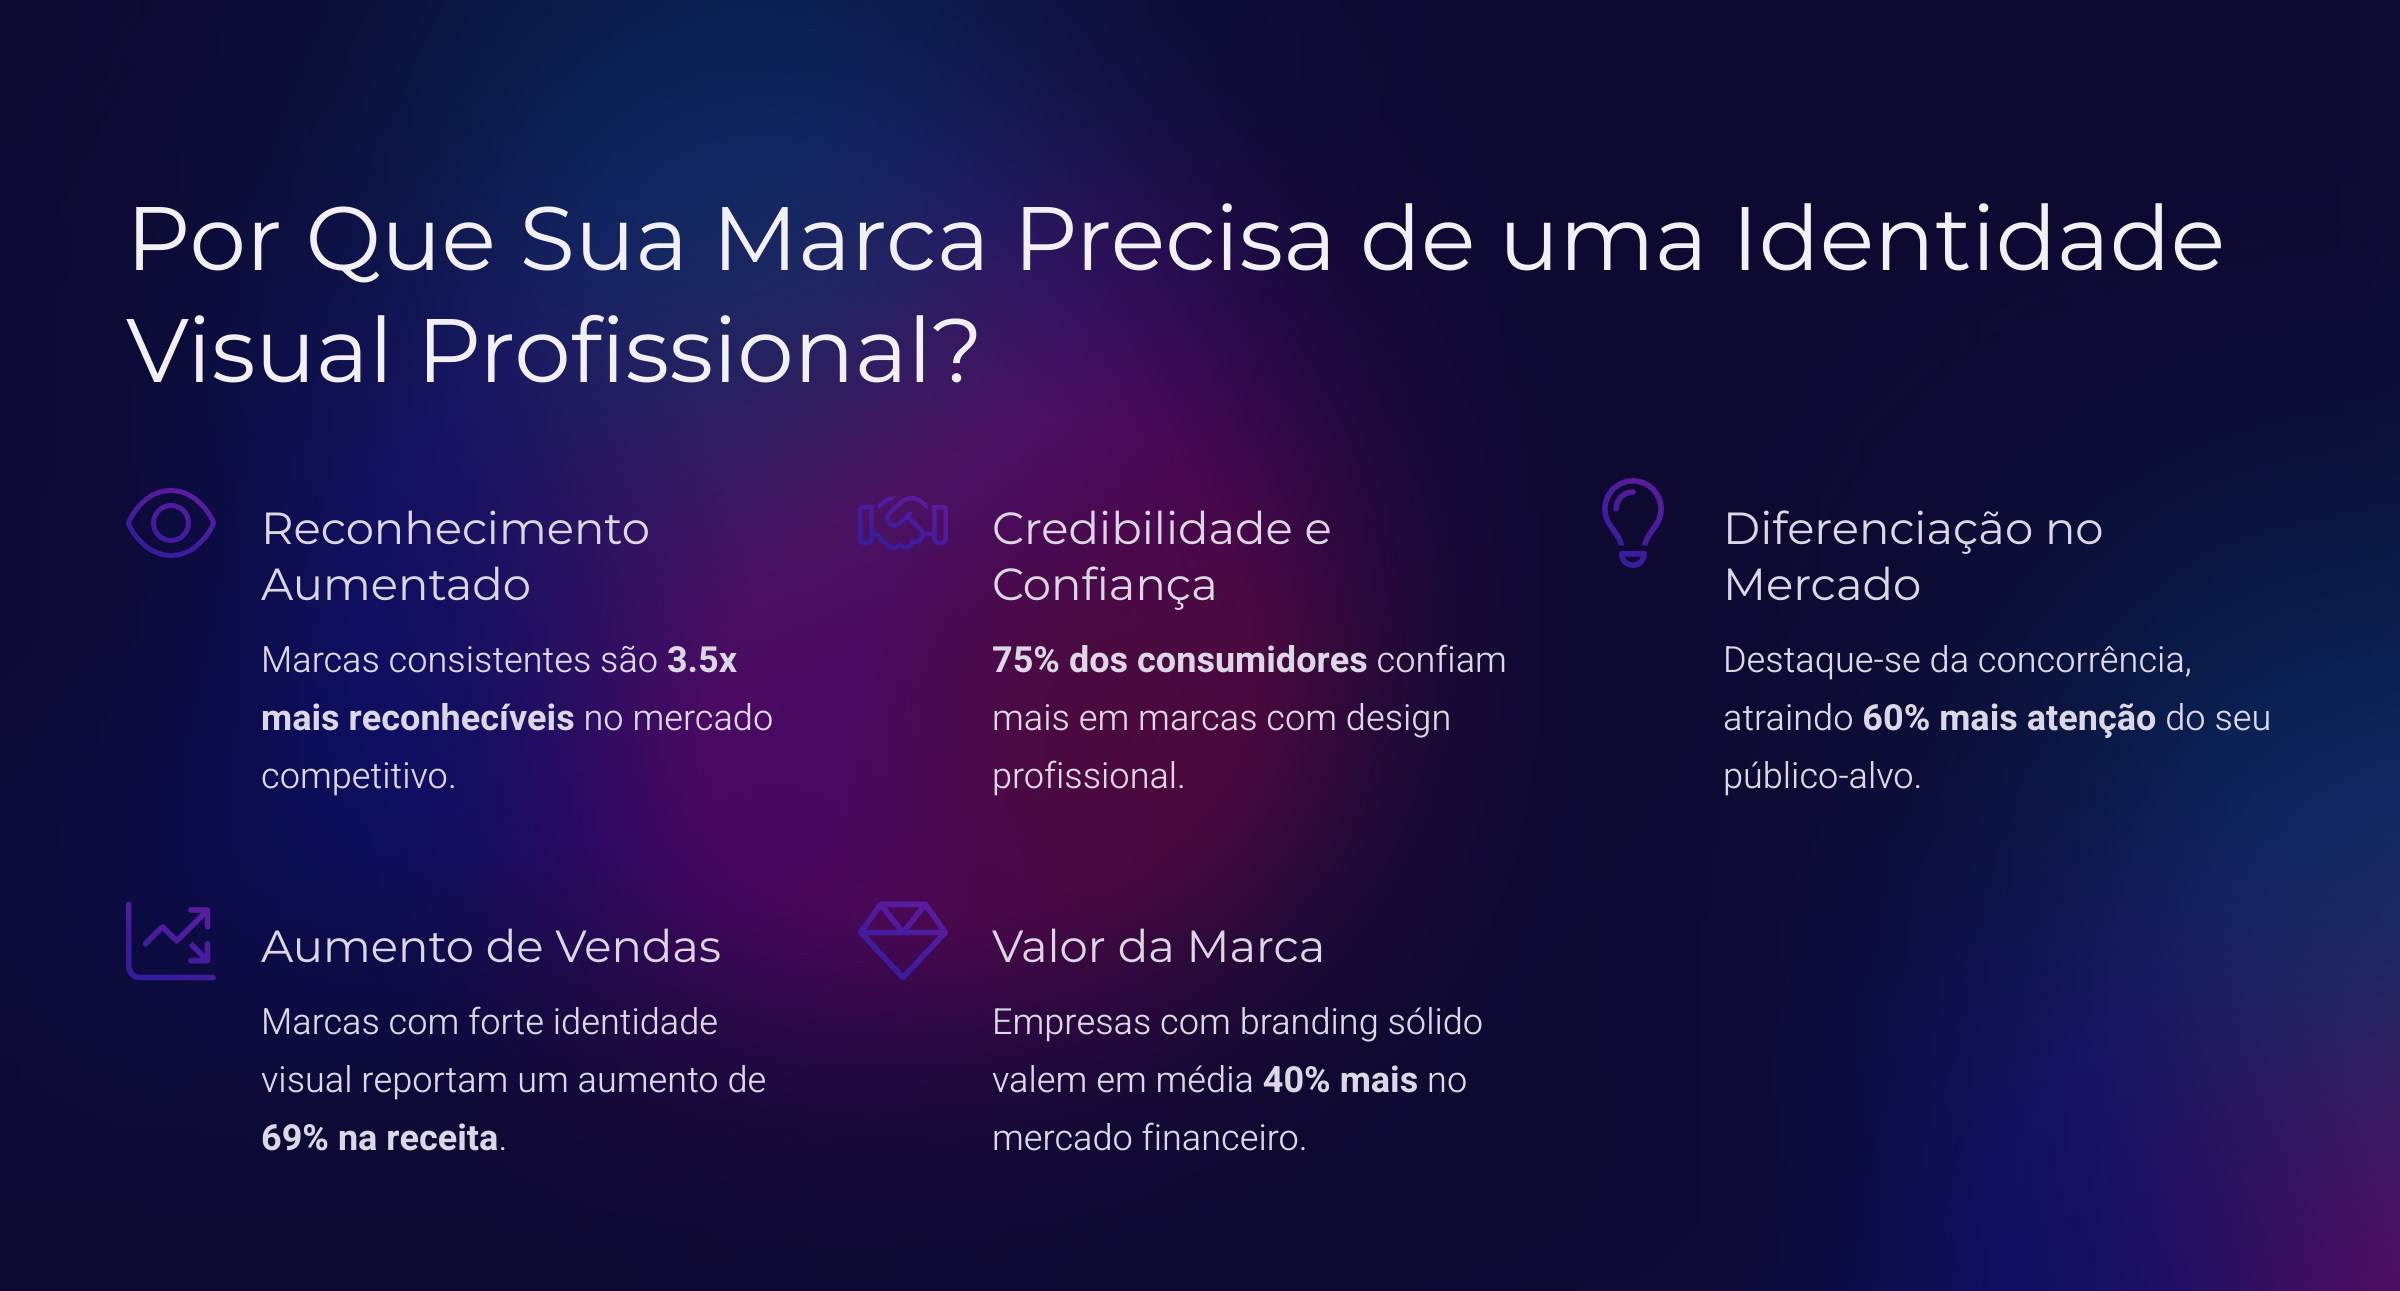 Por Que Sua Marca Precisa de uma Identidade
Visual Profissional?
Reconhecimento
Aumentado
Marcas consistentes são 3.5x
mais reconhecíveis no mercado
competitivo.
Credibilidade e
Confiança
75% dos consumidores confiam
mais em marcas com design
profissional.
Diferenciação no
Mercado
Destaque-se da concorrência,
atraindo 60% mais atenção do seu
público-alvo.
Aumento de Vendas
Marcas com forte identidade
visual reportam um aumento de
69% na receita.
Valor da Marca
Empresas com branding sólido
valem em média 40% mais no
mercado financeiro.